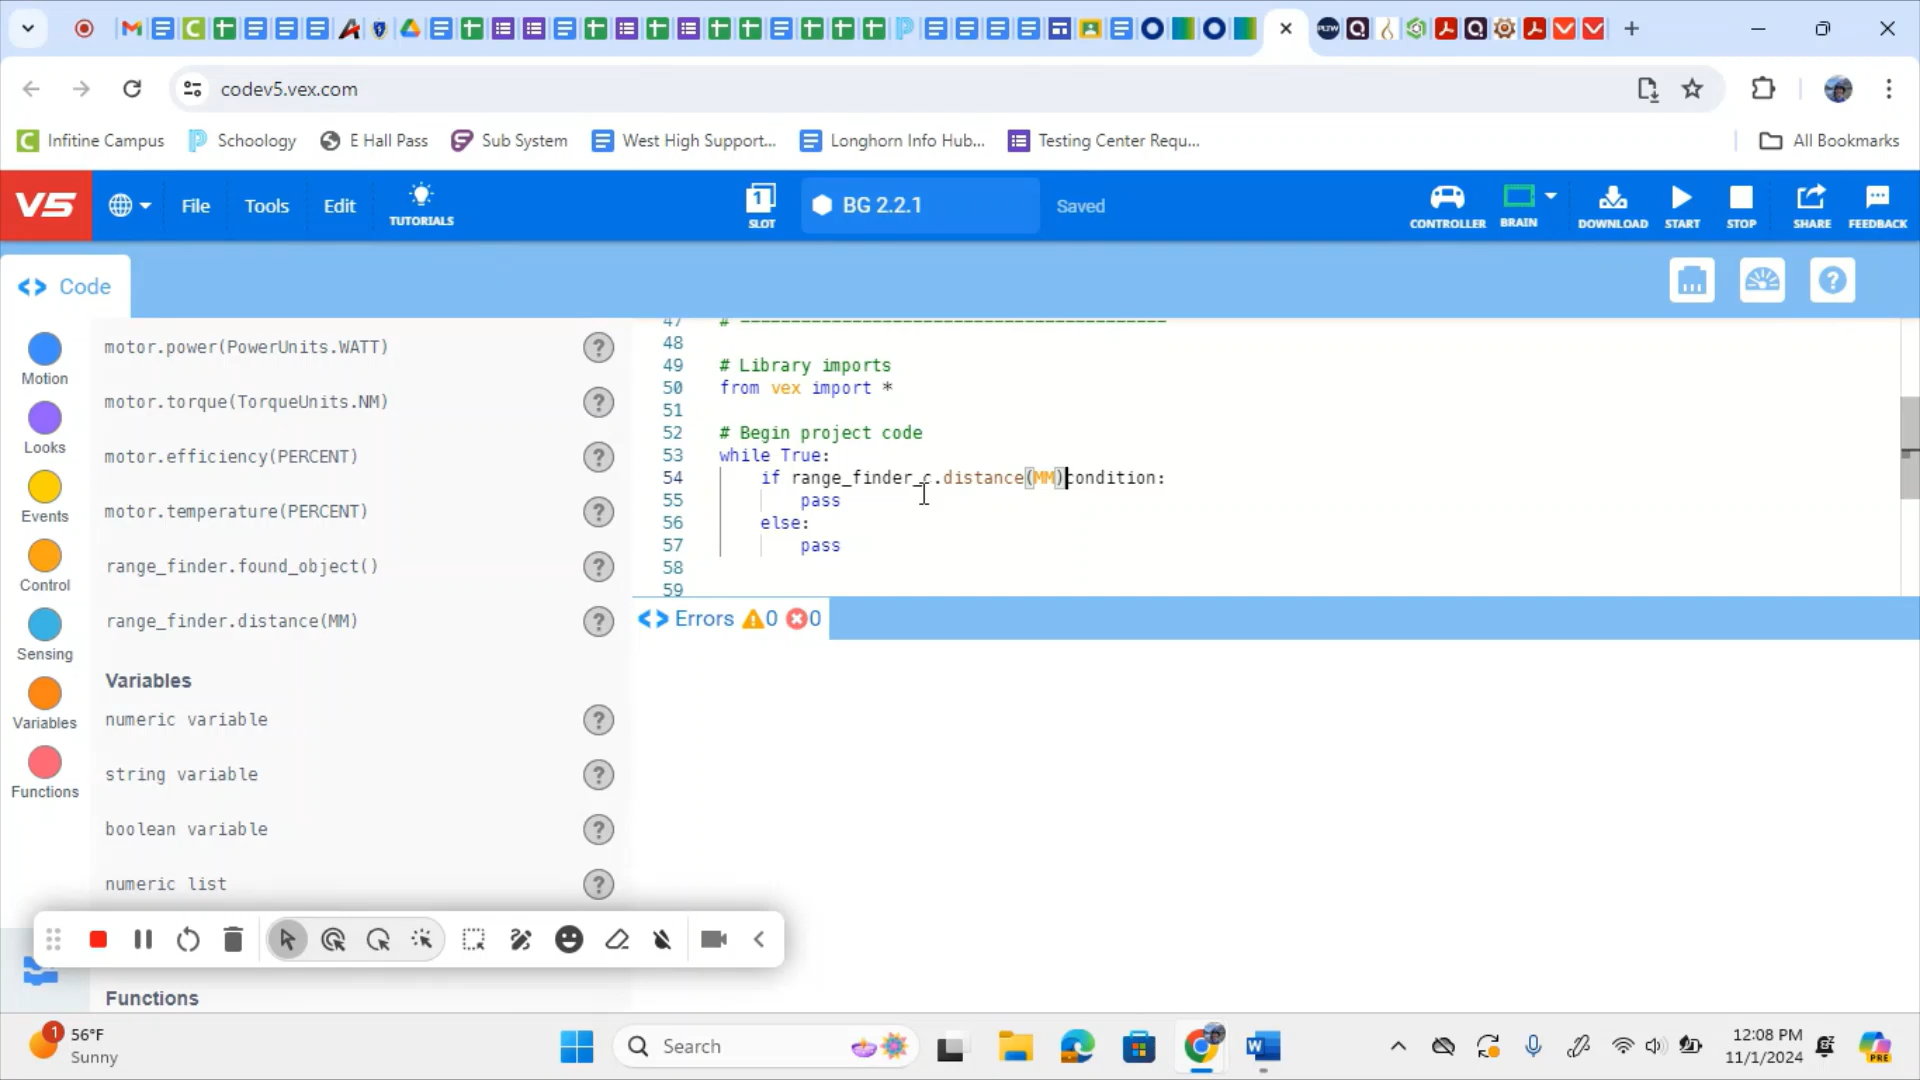 codev5.vex.com
Infitine Campus
Schoology
E Hall Pass
Sub System
West High Support...
Longhorn Info Hub...
Testing Center Requ...
All Bookmarks
V5
File
Tools
Edit
TUTORIALS
1
SLOT
BG 2.2.1
Saved
CONTROLLER
BRAIN
DOWNLOAD
START
STOP
SHARE
FEEDBACK
<> Code
Motion
Looks
Events
Control
Sensing
Variables
Functions
motor.power(PowerUnits.WATT)
motor.torque(TorqueUnits.NM)
motor.efficiency(PERCENT)
motor.temperature(PERCENT)
range_finder.found_object()
range_finder.distance(MM)
Variables
numeric variable
string variable
boolean variable
numeric list
Functions
47 # ------------------------------------------
48
49 # Library imports
50 from vex import *
51
52 # Begin project code
53 while True:
54 if range_finder_c.distance(MM)condition:
55 pass
56 else:
57 pass
58
59
<> Errors 0 0
1
56°F
Sunny
Search
12:08 PM
11/1/2024
PRE